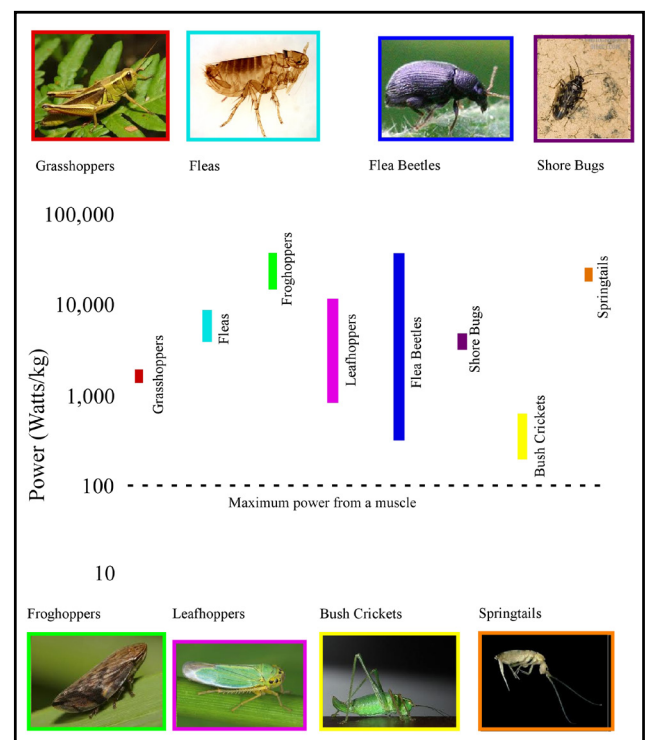 Grasshoppers
Fleas
Flea Beetles
Shore Bugs
Power (Watts/kg)
100,000
10,000
1,000
100
10
Grasshoppers
Fleas
Froghoppers
Leafhoppers
Flea Beetles
Shore Bugs
Bush Crickets
Springtails
Maximum power from a muscle
Froghoppers
Leafhoppers
Bush Crickets
Springtails